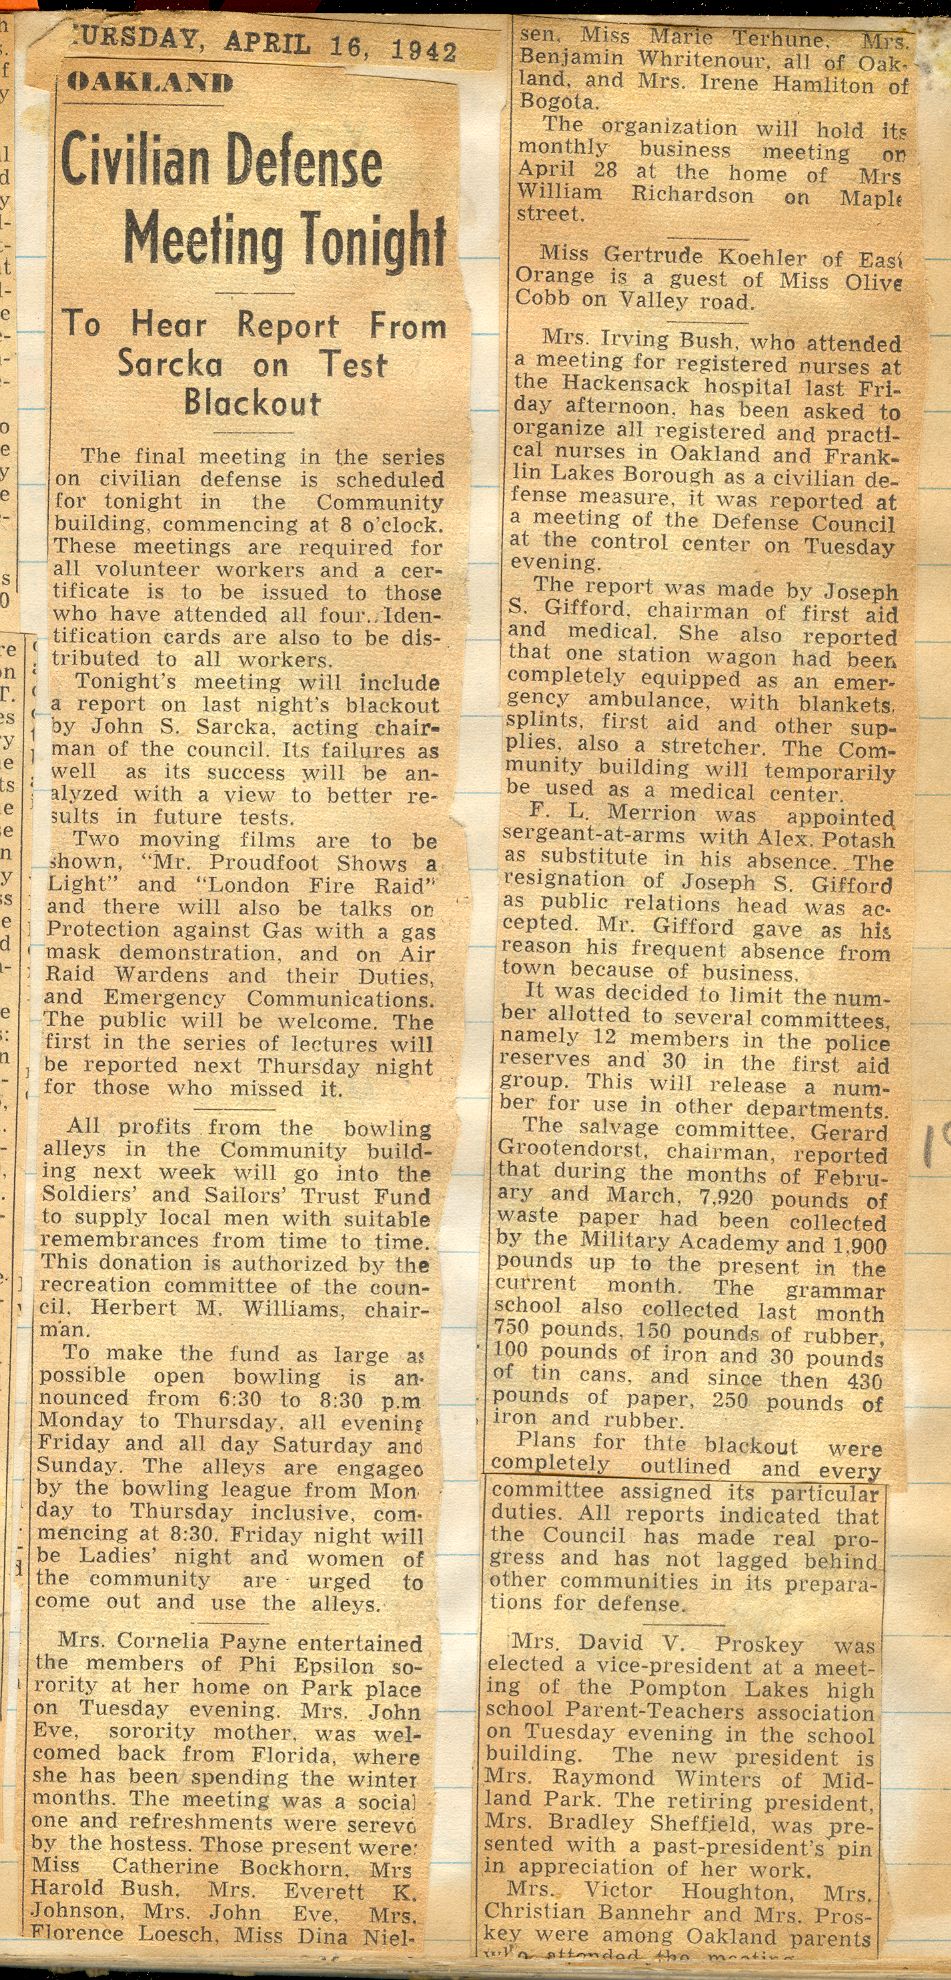 URSDAY, APRIL 16, 1942
OAKLAND
Civilian Defense
Meeting Tonight
To Hear Report From
Sarcka on Test
Blackout
The final meeting in the series
on civilian defense is scheduled
for tonight in the Community
building, commencing at 8 o'clock.
These meetings are required for
all volunteer workers and a cer-
tificate is to be issued to those
who have attended all four. Iden-
tification cards are also to be dis-
tributed to all workers.
Tonight's meeting will include
a report on last night's blackout
by John S. Sarcka, acting chair-
man of the council. Its failures as
well as its success will be an-
alyzed with a view to better re-
sults in future tests.
Two moving films are to be
shown, "Mr. Proudfoot Shows a
Light" and "London Fire Raid"
and there will also be talks on
Protection against Gas with a gas
mask demonstration, and on Air
Raid Wardens and their Duties,
and Emergency Communications.
The public will be welcome. The
first in the series of lectures will
be reported next Thursday night
for those who missed it.
All profits from the bowling
alleys in the Community build-
ing next week will go into the
Soldiers' and Sailors' Trust Fund
to supply local men with suitable
remembrances from time to time.
This donation is authorized by the
recreation committee of the coun-
cil, Herbert M. Williams, chair-
man.
To make the fund as large as
possible open bowling is an-
nounced from 6:30 to 8:30 p.m
Monday to Thursday, all evening
Friday and all day Saturday and
Sunday. The alleys are engaged
by the bowling league from Mon
day to Thursday inclusive, com-
mencing at 8:30. Friday night will
be Ladies' night and women of
the community are urged to
come out and use the alleys.
Mrs. Cornelia Payne entertained
the members of Phi Epsilon so-
rority at her home on Park place
on Tuesday evening. Mrs. John
Eve, sorority mother, was wel-
comed back from Florida, where
she has been spending the winter
months. The meeting was a social
one and refreshments were serevd
by the hostess. Those present were:
Miss Catherine Bockhorn, Mrs
Harold Bush, Mrs. Everett K.
Johnson, Mrs. John Eve, Mrs.
Florence Loesch, Miss Dina Niel-
sen, Miss Marie Terhune, Mrs.
Benjamin Whritenour, all of Oak-
land, and Mrs. Irene Hamliton of
Bogota.
The organization will hold its
monthly business meeting on
April 28 at the home of Mrs
William Richardson on Maple
street.
Miss Gertrude Koehler of East
Orange is a guest of Miss Olive
Cobb on Valley road.
Mrs. Irving Bush, who attended
a meeting for registered nurses at
the Hackensack hospital last Fri-
day afternoon, has been asked to
organize all registered and practi-
cal nurses in Oakland and Frank-
lin Lakes Borough as a civilian de-
fense measure, it was reported at
a meeting of the Defense Council
at the control center on Tuesday
evening.
The report was made by Joseph
S. Gifford, chairman of first aid
and medical. She also reported
that one station wagon had been
completely equipped as an emer-
gency ambulance, with blankets,
splints, first aid and other sup-
plies, also a stretcher. The Com-
munity building will temporarily
be used as a medical center.
F. L. Merrion was appointed
sergeant-at-arms with Alex. Potash
as substitute in his absence. The
resignation of Joseph S. Gifford
as public relations head was ac-
cepted. Mr. Gifford gave as his
reason his frequent absence from
town because of business.
It was decided to limit the num-
ber allotted to several committees,
namely 12 members in the police
reserves and 30 in the first aid
group. This will release a num-
ber for use in other departments.
The salvage committee, Gerard
Grootendorst, chairman, reported
that during the months of Febru-
ary and March, 7,920 pounds of
waste paper had been collected
by the Military Academy and 1,900
pounds up to the present in the
current month. The grammar
school also collected last month
750 pounds, 150 pounds of rubber,
100 pounds of iron and 30 pounds
of tin cans, and since then 430
pounds of paper, 250 pounds of
iron and rubber.
Plans for thte blackout were
completely outlined and every
committee assigned its particular
duties. All reports indicated that
the Council has made real pro-
gress and has not lagged behind
other communities in its prepara-
tions for defense.
Mrs. David V. Proskey was
elected a vice-president at a meet-
ing of the Pompton Lakes high
school Parent-Teachers association
on Tuesday evening in the school
building. The new president is
Mrs. Raymond Winters of Mid-
land Park. The retiring president,
Mrs. Bradley Sheffield, was pre-
sented with a past-president's pin
in appreciation of her work.
Mrs. Victor Houghton, Mrs.
Christian Bannehr and Mrs. Pros-
key were among Oakland parents
who attended the meeting